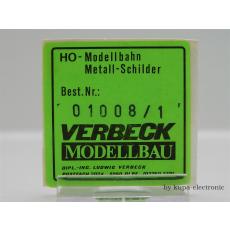 HO-Modellbahn
Metall-Schilder
Best.Nr.:
01008/1
VERBECK
MODELLBAU
DIPL.-ING. LUDWIG VERBECK
by kupa-electronic